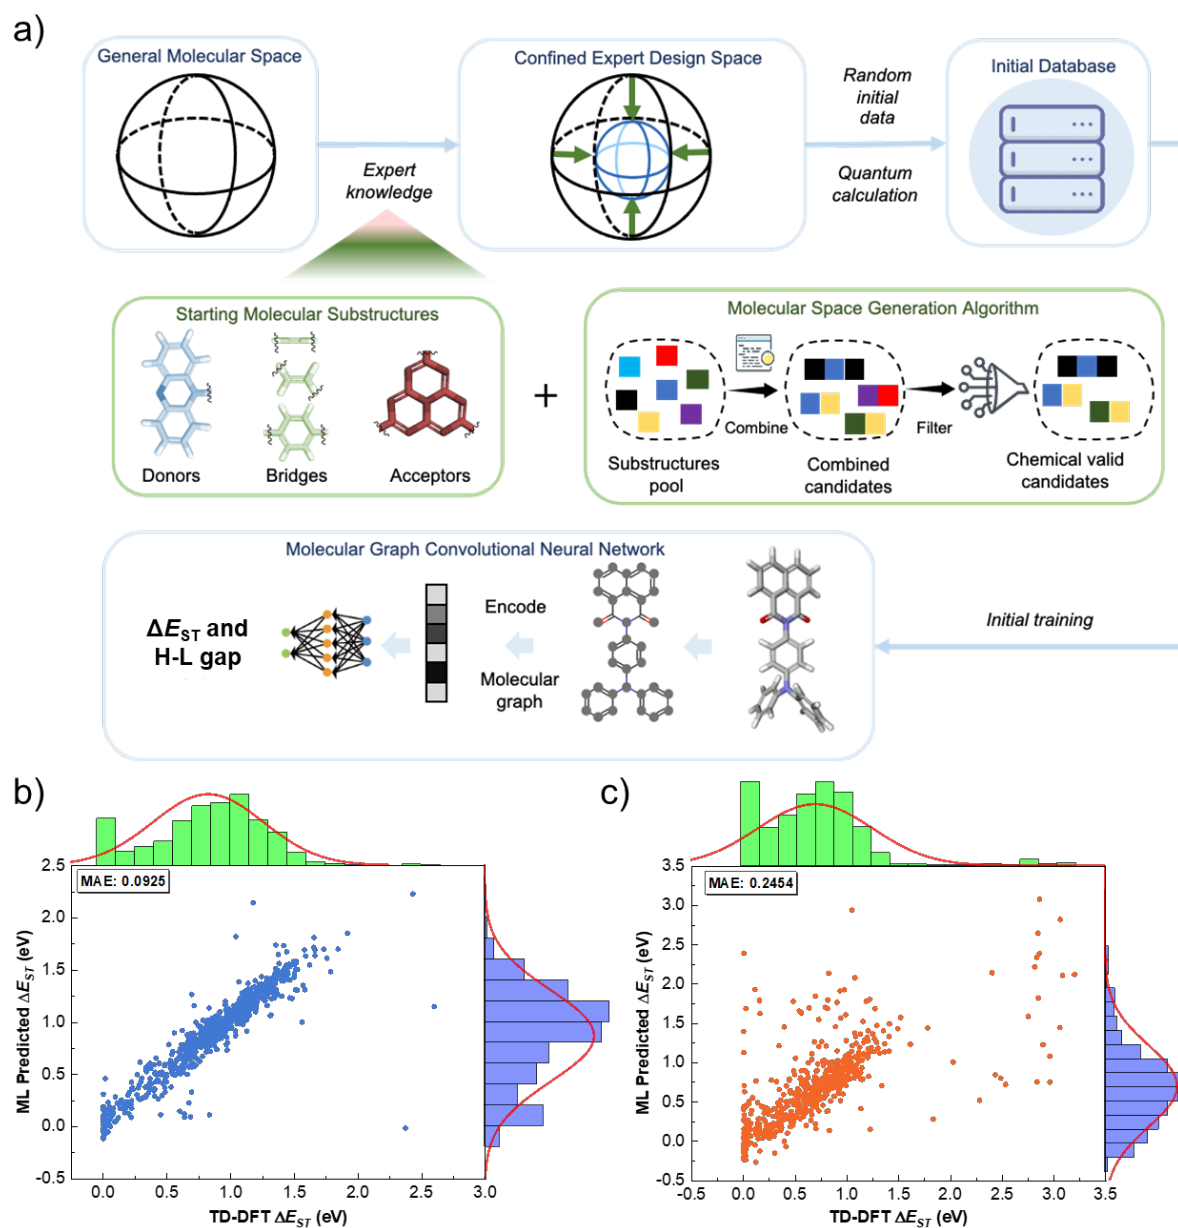 a)
General Molecular Space
Confined Expert Design Space
Initial Database
Random
initial
data
Quantum
calculation
Expert
knowledge
Starting Molecular Substructures
Donors
Bridges
Acceptors
+
Molecular Space Generation Algorithm
Combine
Filter
Substructures
pool
Combined
candidates
Chemical valid
candidates
Molecular Graph Convolutional Neural Network
ΔE_ST and
H-L gap
Encode
Molecular
graph
Initial training
b)
MAE: 0.0925
2.5
2.0
1.5
1.0
0.5
0.0
-0.5
ML Predicted ΔE_ST (eV)
0.0 0.5 1.0 1.5 2.0 2.5 3.0
TD-DFT ΔE_ST (eV)
c)
MAE: 0.2454
3.5
3.0
2.5
2.0
1.5
1.0
0.5
0.0
-0.5
ML Predicted ΔE_ST (eV)
-0.5 0.0 0.5 1.0 1.5 2.0 2.5 3.0 3.5
TD-DFT ΔE_ST (eV)